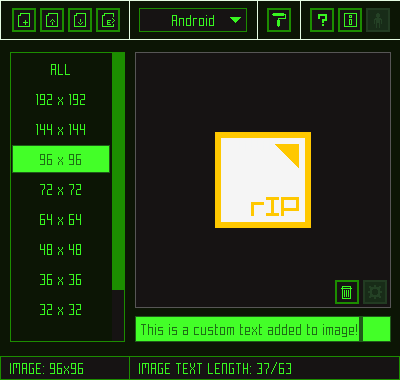 Android
ALL
192 x 192
144 x 144
96 x 96
72 x 72
64 x 64
48 x 48
36 x 36
32 x 32
rIP
This is a custom text added to image!
IMAGE: 96x96
IMAGE TEXT LENGTH: 37/63